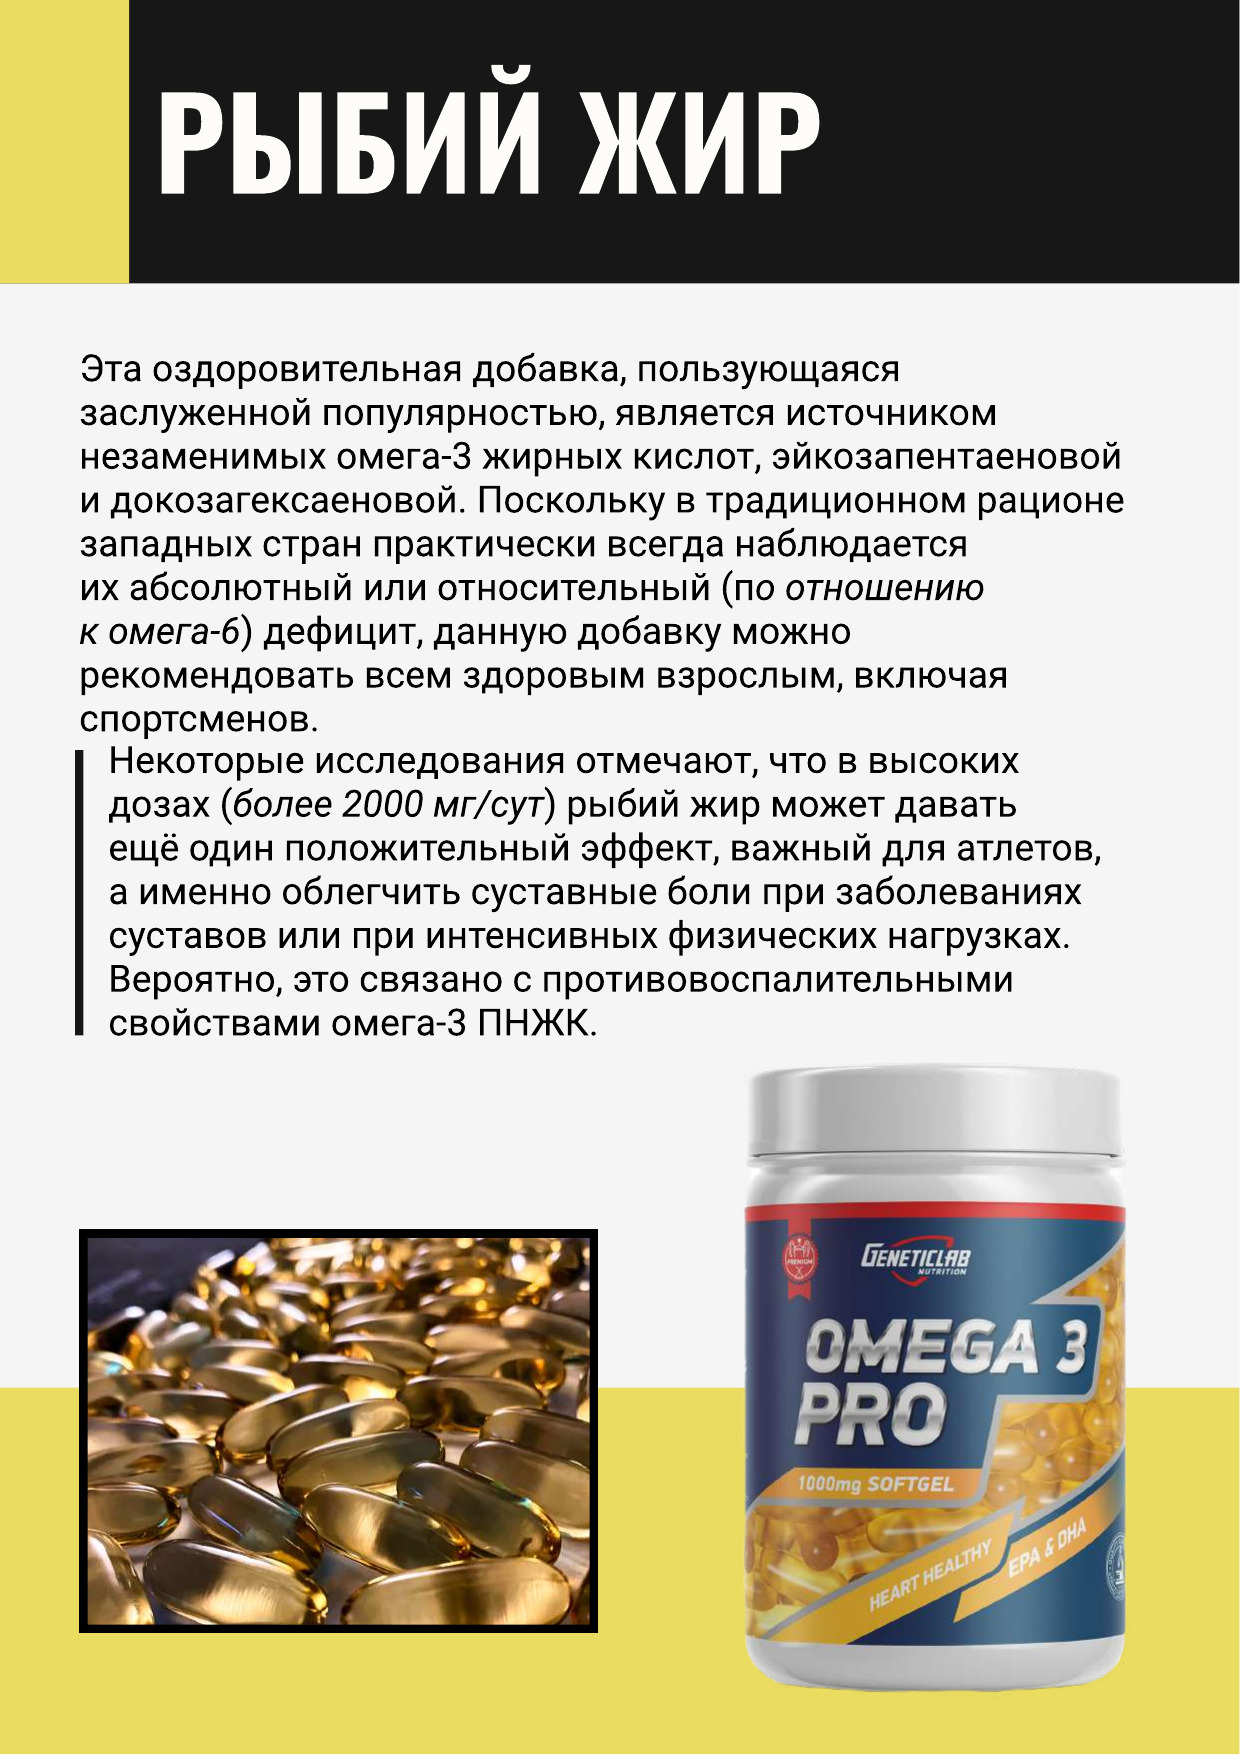 РЫБИЙ ЖИР
Эта оздоровительная добавка, пользующаяся
заслуженной популярностью, является источником
незаменимых омега-3 жирных кислот, эйкозапентаеновой
и докозагексаеновой. Поскольку в традиционном рационе
западных стран практически всегда наблюдается
их абсолютный или относительный (по отношению
к омега-6) дефицит, данную добавку можно
рекомендовать всем здоровым взрослым, включая
спортсменов.
Некоторые исследования отмечают, что в высоких
дозах (более 2000 мг/сут) рыбий жир может давать
ещё один положительный эффект, важный для атлетов,
а именно облегчить суставные боли при заболеваниях
суставов или при интенсивных физических нагрузках.
Вероятно, это связано с противовоспалительными
свойствами омега-3 ПНЖК.
PREMIUM
GENETICLAB
NUTRITION
OMEGA 3
PRO
1000mg SOFTGEL
HEART HEALTHY
EPA & DHA